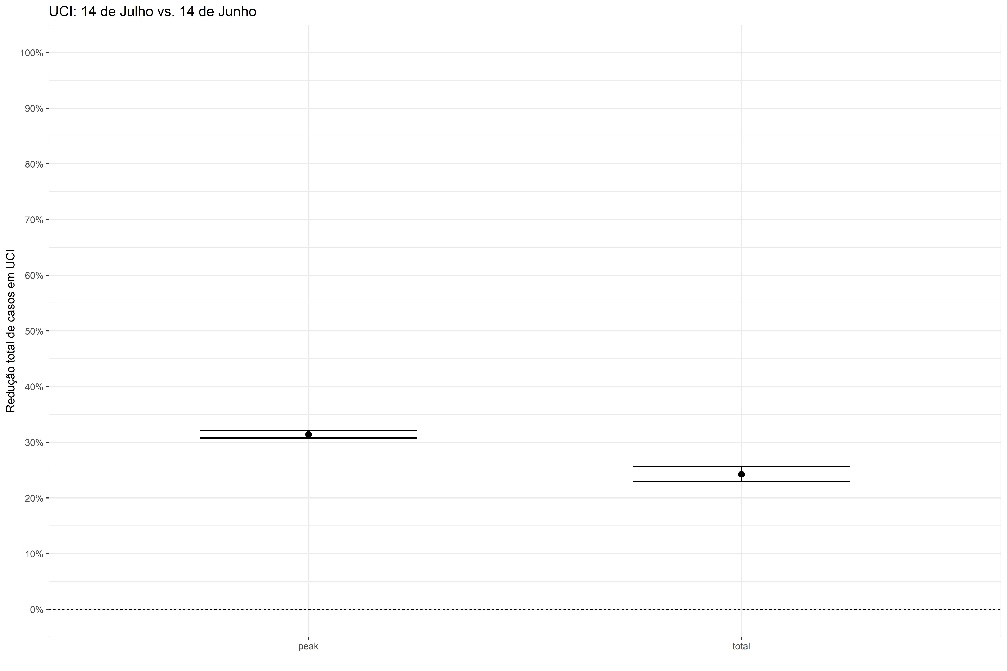 UCI: 14 de Julho vs. 14 de Junho
Redução total de casos em UCI
100%
90%
80%
70%
60%
50%
40%
30%
20%
10%
0%
peak
total